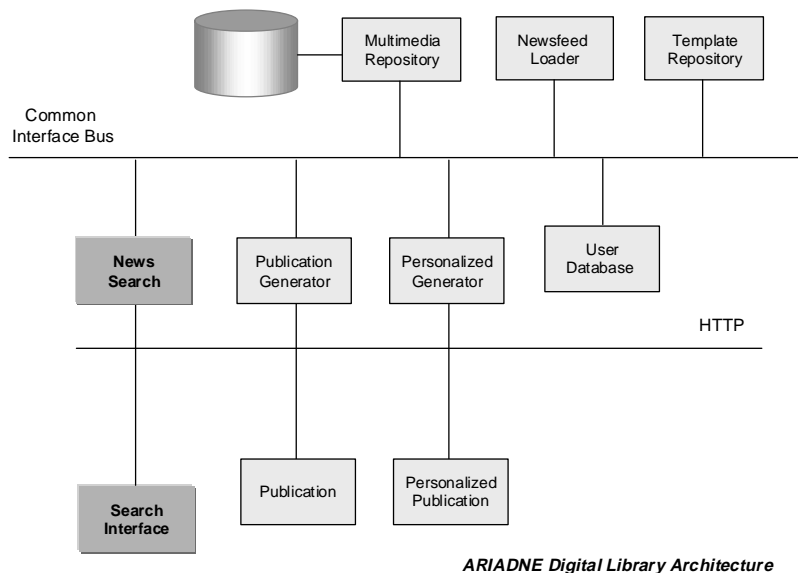 Multimedia
Repository
Newsfeed
Loader
Template
Repository
Common
Interface Bus
News
Search
Publication
Generator
Personalized
Generator
User
Database
HTTP
Search
Interface
Publication
Personalized
Publication
ARIADNE Digital Library Architecture